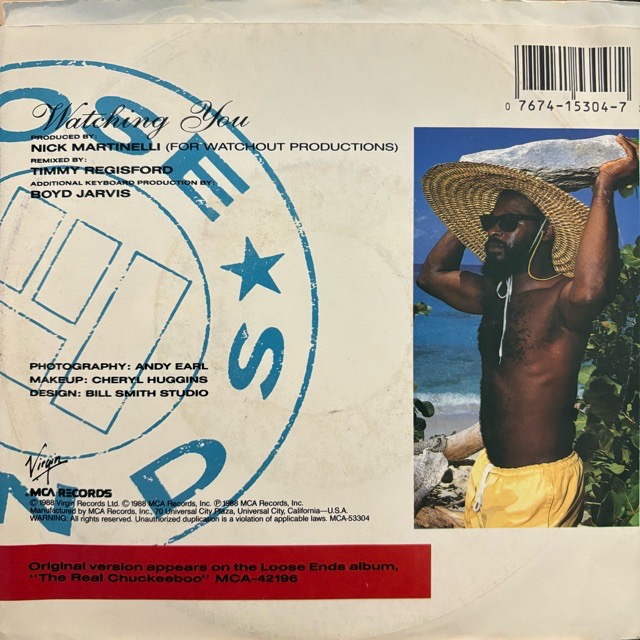 Watching You
PRODUCED BY:
NICK MARTINELLI (FOR WATCHOUT PRODUCTIONS)
REMIXED BY:
TIMMY REGISFORD
ADDITIONAL KEYBOARD PRODUCTION BY:
BOYD JARVIS
0 7674-15304-7
OSE
★
NDS
PHOTOGRAPHY: ANDY EARL
MAKEUP: CHERYL HUGGINS
DESIGN: BILL SMITH STUDIO
Virgin
MCA RECORDS
© 1988 Virgin Records Ltd. © 1988 MCA Records, Inc. ℗ 1988 MCA Records, Inc.
Manufactured by MCA Records, Inc., 70 Universal City Plaza, Universal City, California—U.S.A.
WARNING: All rights reserved. Unauthorized duplication is a violation of applicable laws. MCA-53304
Original version appears on the Loose Ends album,
"The Real Chuckeeboo" MCA-42196